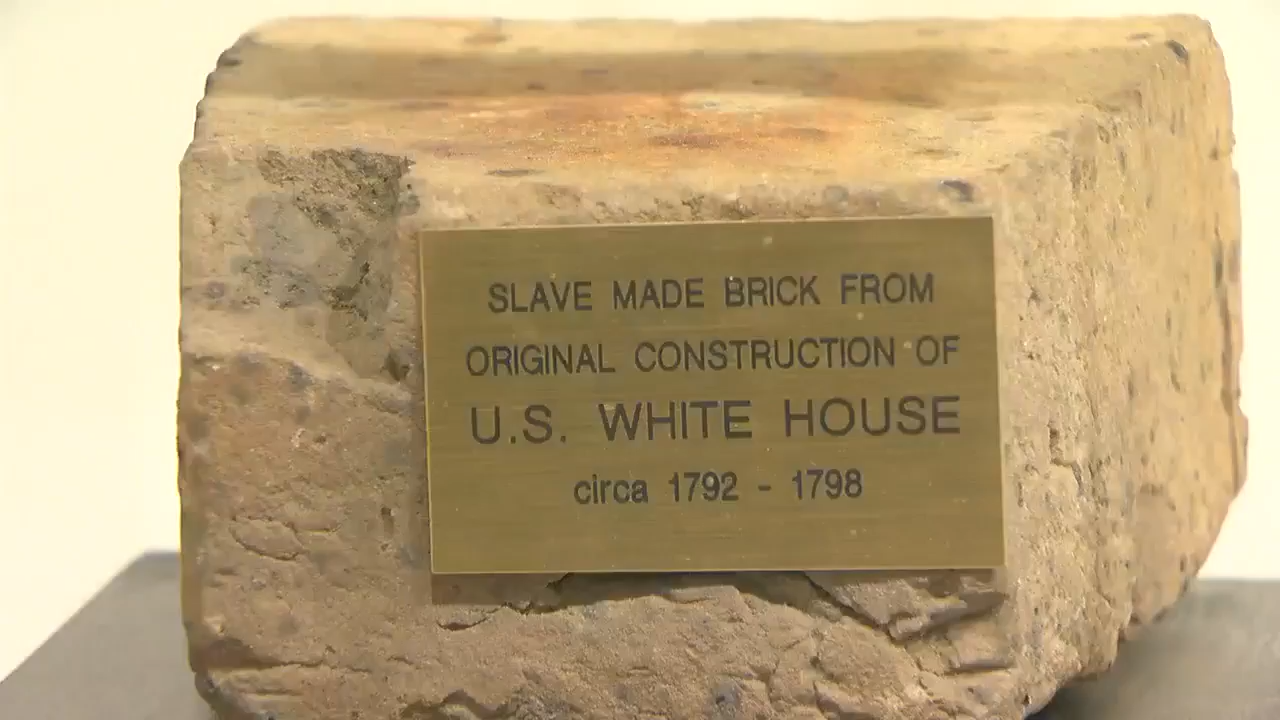 SLAVE MADE BRICK FROM
ORIGINAL CONSTRUCTION OF
U.S. WHITE HOUSE
circa 1792 - 1798